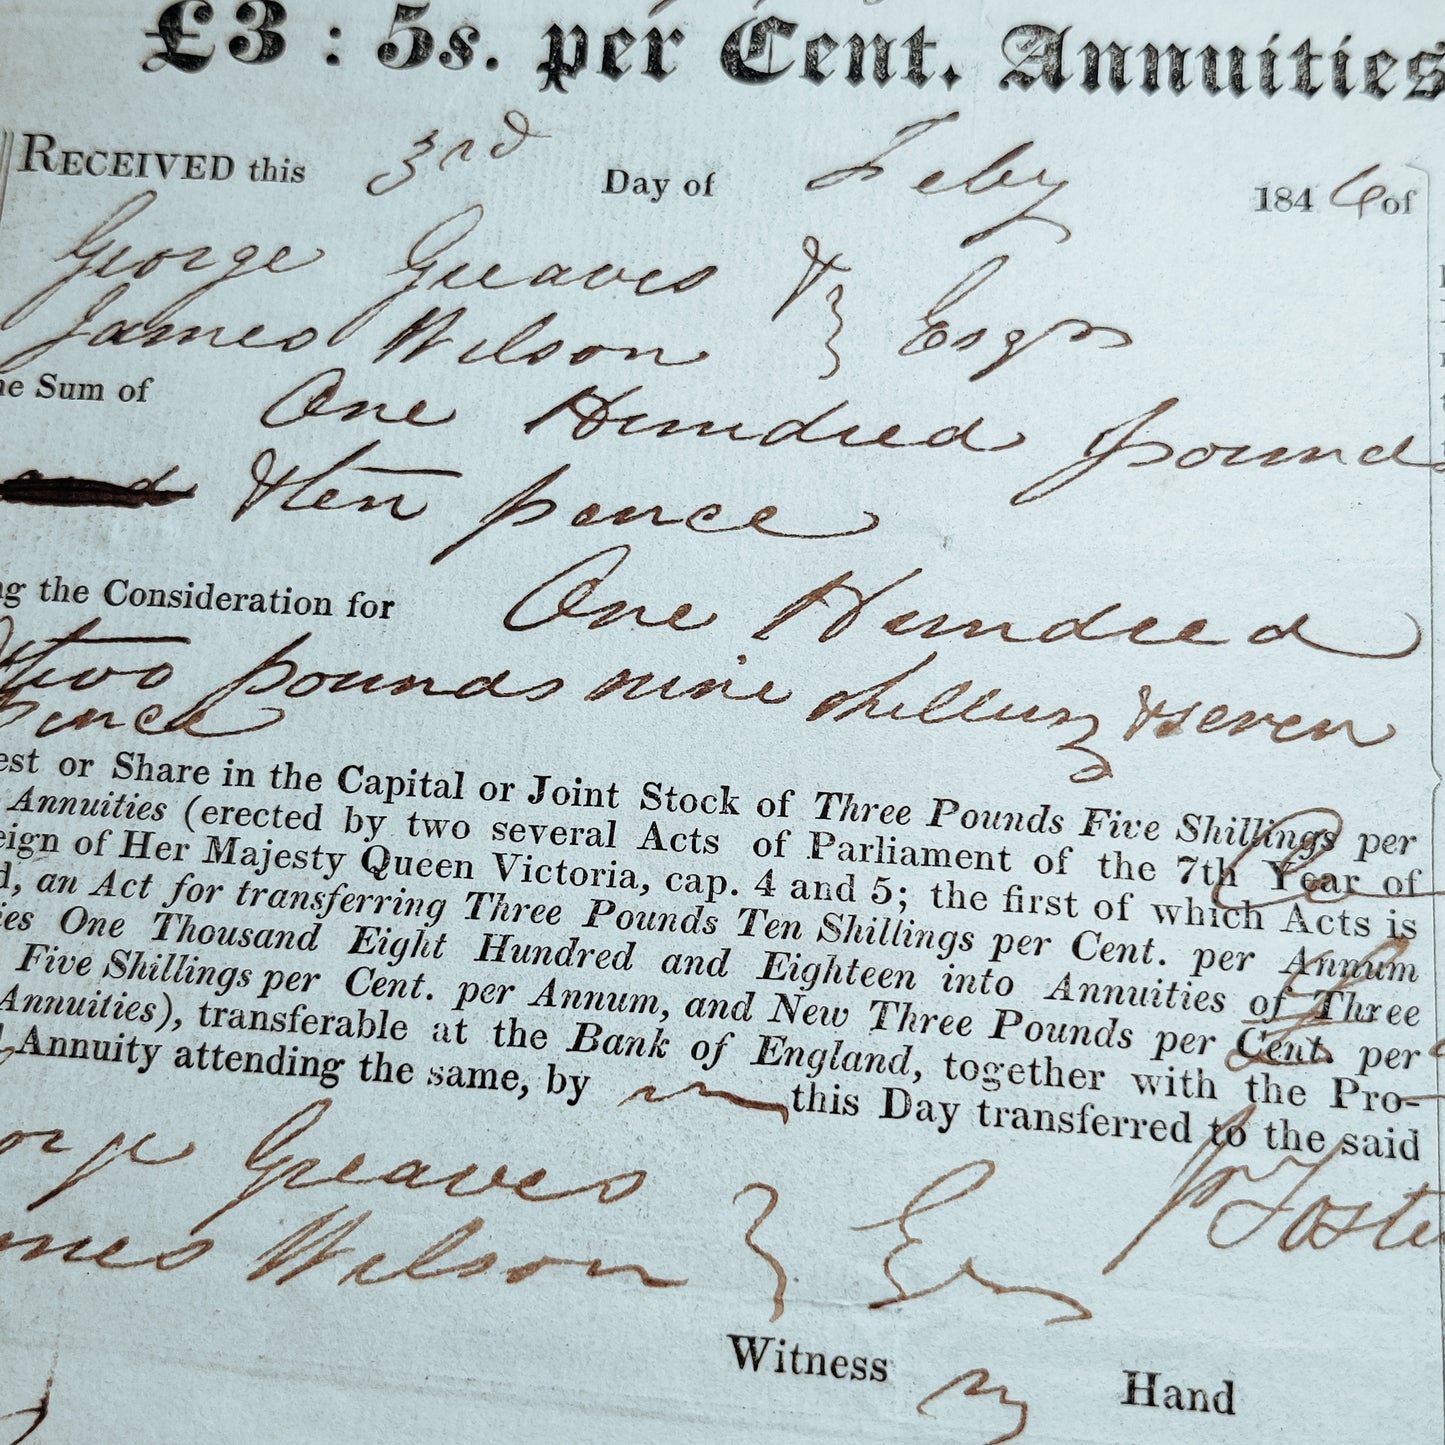 £3 : 5s. per Cent. Annuities
RECEIVED this 3rd Day of Feby 1846 of
George Greaves &
James Wilson } Esqrs
he Sum of One Hundred pounds
& ten pence
ng the Consideration for One Hundred
& two pounds nine shillings & seven
pence
est or Share in the Capital or Joint Stock of Three Pounds Five Shillings per
Annuities (erected by two several Acts of Parliament of the 7th Year of
eign of Her Majesty Queen Victoria, cap. 4 and 5; the first of which Acts is
d, an Act for transferring Three Pounds Ten Shillings per Cent. per Annum
ies One Thousand Eight Hundred and Eighteen into Annuities of Three
Five Shillings per Cent. per Annum, and New Three Pounds per Cent. per
Annuities), transferable at the Bank of England, together with the Pro-
Annuity attending the same, by this Day transferred to the said
orge Greaves
mes Wilson }
Foste
Witness my Hand